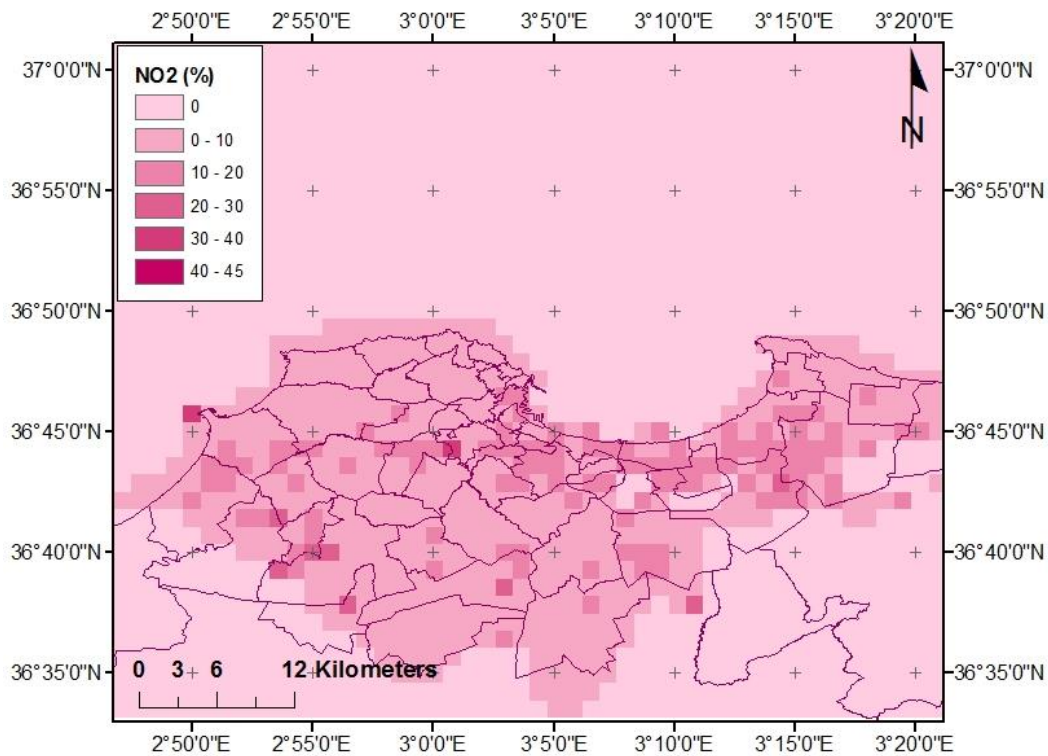 2°50'0"E 2°55'0"E 3°0'0"E 3°5'0"E 3°10'0"E 3°15'0"E 3°20'0"E
NO2 (%)
0
0 - 10
10 - 20
20 - 30
30 - 40
40 - 45
N
37°0'0"N 37°0'0"N
36°55'0"N 36°55'0"N
36°50'0"N 36°50'0"N
36°45'0"N 36°45'0"N
36°40'0"N 36°40'0"N
36°35'0"N 36°35'0"N
0 3 6 12 Kilometers
2°50'0"E 2°55'0"E 3°0'0"E 3°5'0"E 3°10'0"E 3°15'0"E 3°20'0"E